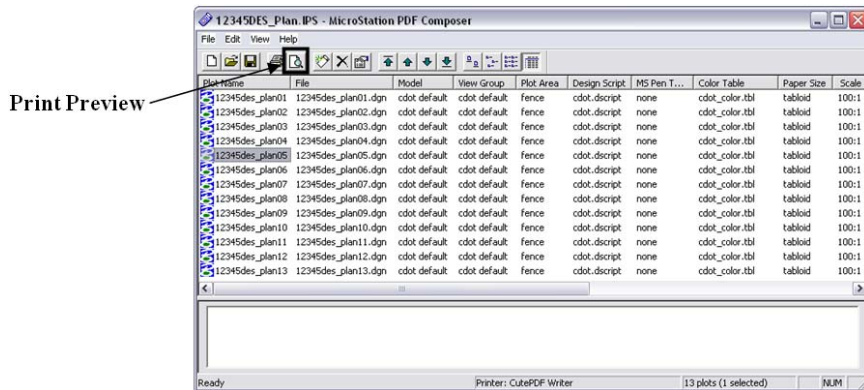 12345DES_Plan.IPS - MicroStation PDF Composer
File Edit View Help
Print Preview
Plot Name File Model View Group Plot Area Design Script MS Pen T... Color Table Paper Size Scale
12345des_plan01 12345des_plan01.dgn cdot default cdot default fence cdot.dscript none cdot_color.tbl tabloid 100:1
12345des_plan02 12345des_plan02.dgn cdot default cdot default fence cdot.dscript none cdot_color.tbl tabloid 100:1
12345des_plan03 12345des_plan03.dgn cdot default cdot default fence cdot.dscript none cdot_color.tbl tabloid 100:1
12345des_plan04 12345des_plan04.dgn cdot default cdot default fence cdot.dscript none cdot_color.tbl tabloid 100:1
12345des_plan05 12345des_plan05.dgn cdot default cdot default fence cdot.dscript none cdot_color.tbl tabloid 100:1
12345des_plan06 12345des_plan06.dgn cdot default cdot default fence cdot.dscript none cdot_color.tbl tabloid 100:1
12345des_plan07 12345des_plan07.dgn cdot default cdot default fence cdot.dscript none cdot_color.tbl tabloid 100:1
12345des_plan08 12345des_plan08.dgn cdot default cdot default fence cdot.dscript none cdot_color.tbl tabloid 100:1
12345des_plan09 12345des_plan09.dgn cdot default cdot default fence cdot.dscript none cdot_color.tbl tabloid 100:1
12345des_plan10 12345des_plan10.dgn cdot default cdot default fence cdot.dscript none cdot_color.tbl tabloid 100:1
12345des_plan11 12345des_plan11.dgn cdot default cdot default fence cdot.dscript none cdot_color.tbl tabloid 100:1
12345des_plan12 12345des_plan12.dgn cdot default cdot default fence cdot.dscript none cdot_color.tbl tabloid 100:1
12345des_plan13 12345des_plan13.dgn cdot default cdot default fence cdot.dscript none cdot_color.tbl tabloid 100:1
Ready Printer: CutePDF Writer 13 plots (1 selected) NUM